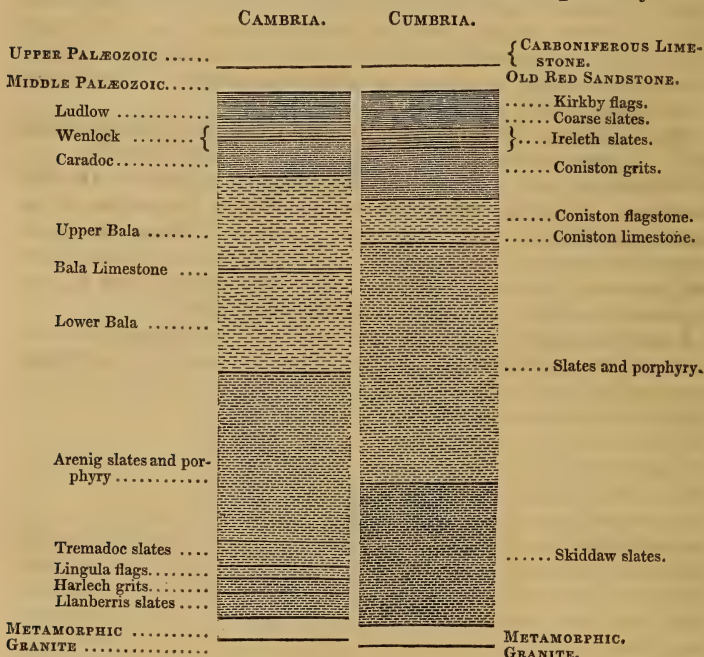 CAMBRIA. CUMBRIA.
UPPER PALÆOZOIC ......
{ CARBONIFEROUS LIME-
STONE.
OLD RED SANDSTONE.
MIDDLE PALÆOZOIC......
Ludlow .........
Wenlock ........ {
Caradoc ............
Upper Bala ........
Bala Limestone ....
Lower Bala ........
Arenig slates and por-
phyry ............
Tremadoc slates ....
Lingula flags.......
Harlech grits.......
Llanberris slates ....
METAMORPHIC ..........
GRANITE ................
...... Kirkby flags.
...... Coarse slates.
}.... Ireleth slates.
...... Coniston grits.
...... Coniston flagstone.
...... Coniston limestone.
...... Slates and porphyry.
...... Skiddaw slates.
METAMORPHIC.
GRANITE.